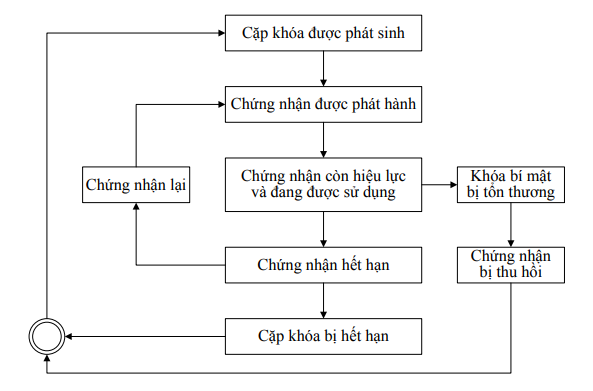 Cặp khóa được phát sinh
Chứng nhận được phát hành
Chứng nhận lại
Chứng nhận còn hiệu lực
và đang được sử dụng
Khóa bí mật
bị tổn thương
Chứng nhận hết hạn
Chứng nhận
bị thu hồi
Cặp khóa bị hết hạn